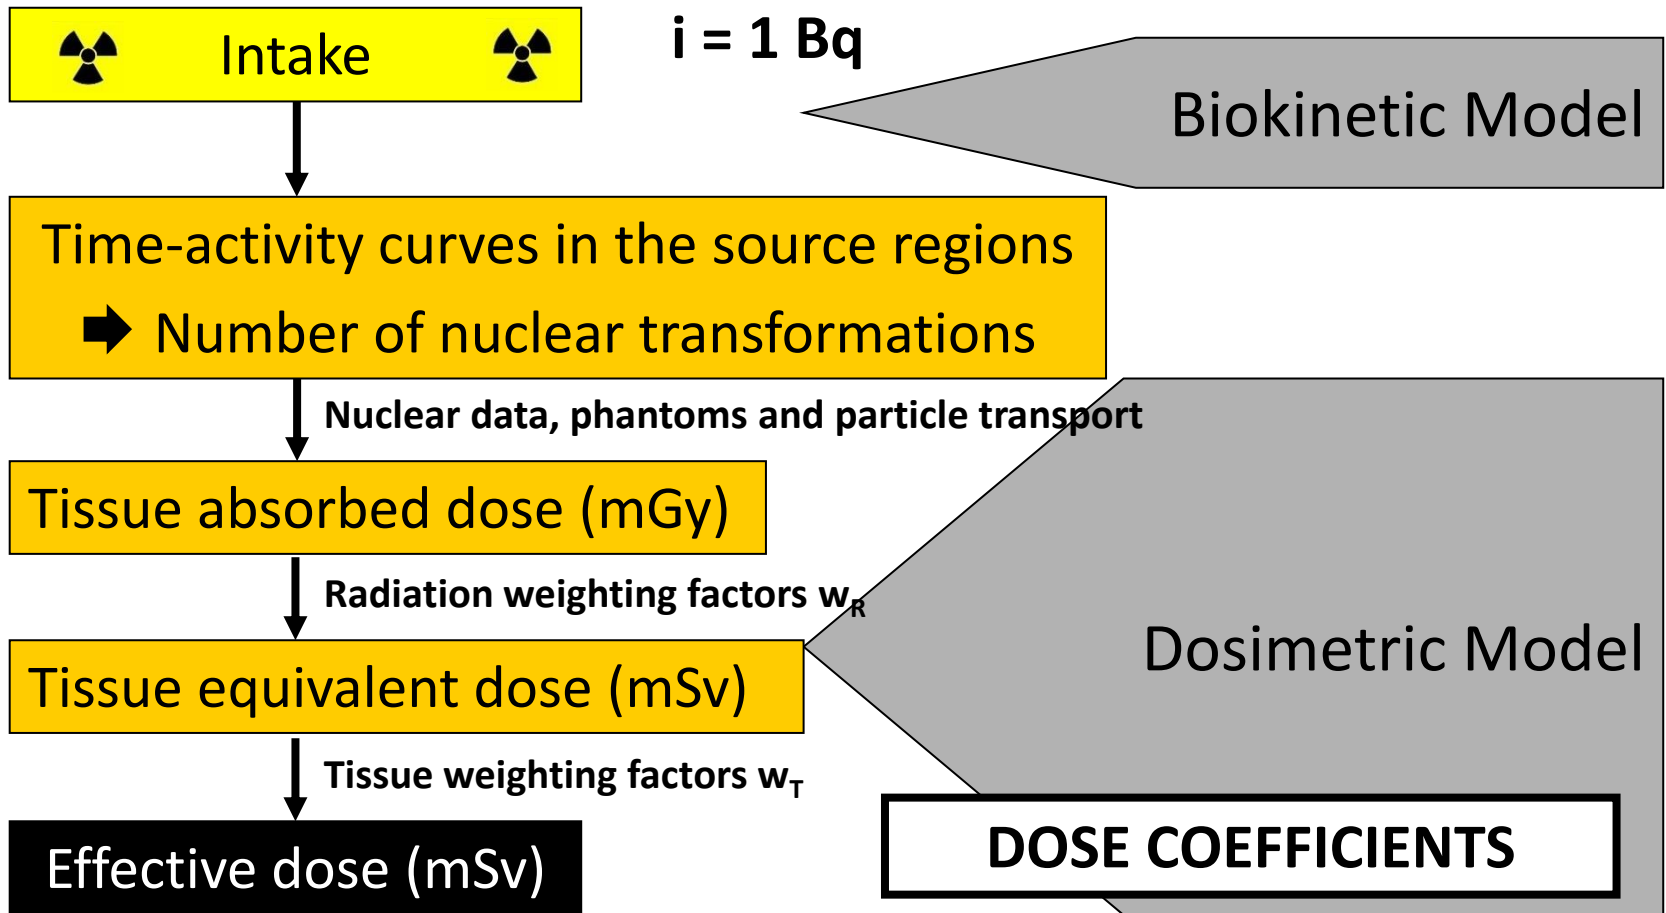 Intake
i = 1 Bq
Biokinetic Model
Time-activity curves in the source regions
Number of nuclear transformations
Nuclear data, phantoms and particle transport
Tissue absorbed dose (mGy)
Radiation weighting factors wR
Dosimetric Model
Tissue equivalent dose (mSv)
Tissue weighting factors wT
DOSE COEFFICIENTS
Effective dose (mSv)